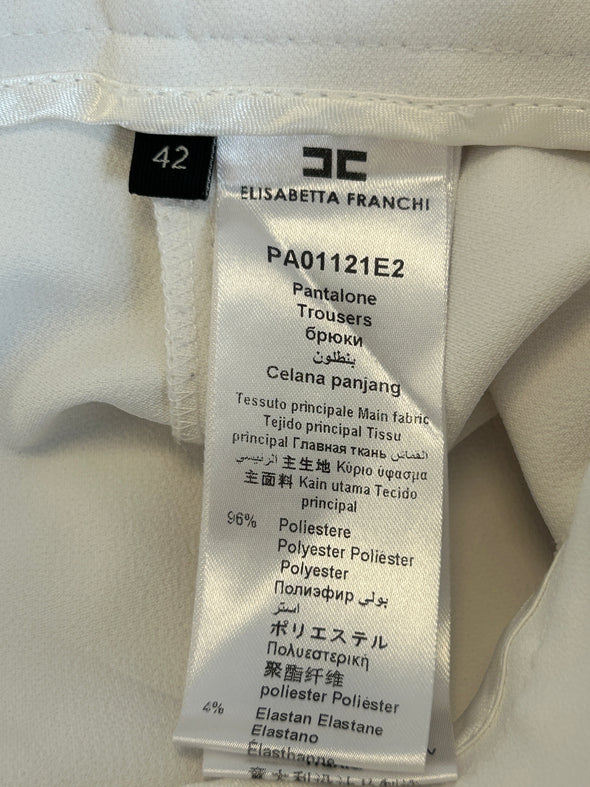 42
ELISABETTA FRANCHI
PA01121E2
Pantalone
Trousers
брюки
بنطلون
Celana panjang
Tessuto principale Main fabric
Tejido principal Tissu
principal Главная ткань القماش
الرئيسي 主生地 Κύριο ύφασμα
主面料 Kain utama Tecido
principal
96% Poliestere
Polyester Poliéster
Polyester
Полиэфир بولي
استر
ポリエステル
Πολυεστερική
聚酯纤维
poliester Poliéster
4% Elastan Elastane
Elastano